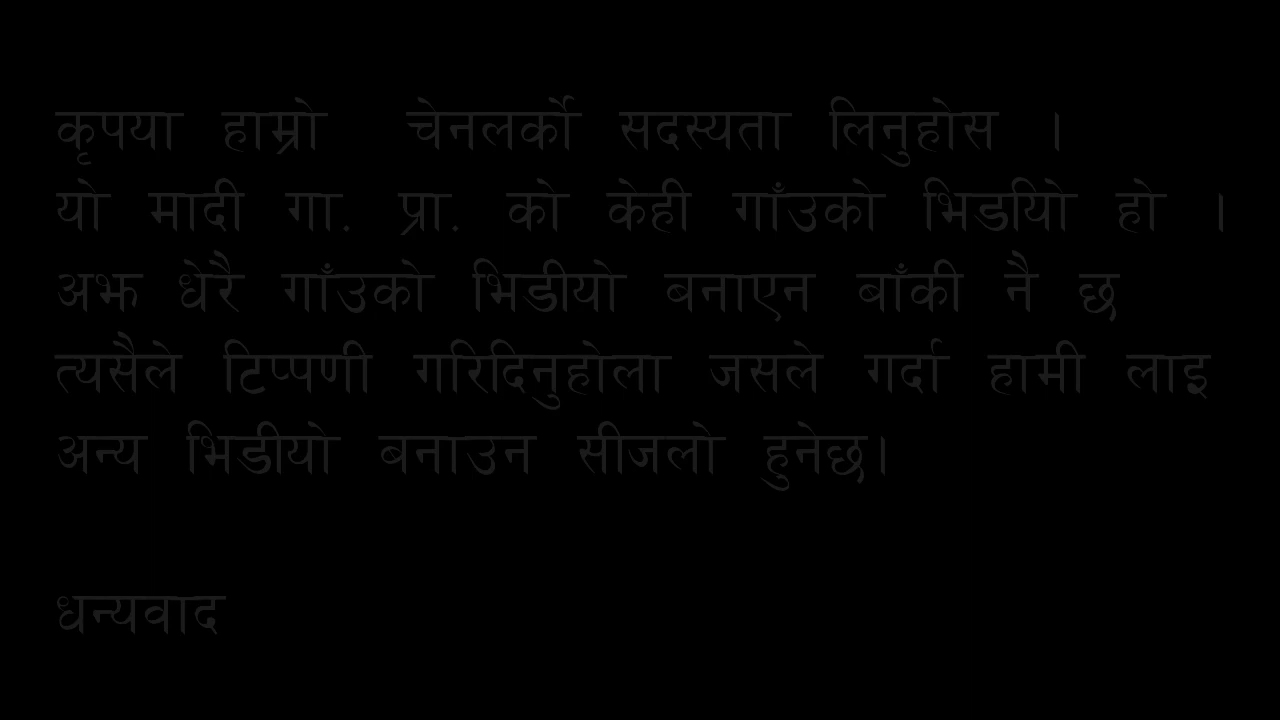 कृपया हाम्रो चेनलर्को सदस्यता लिनुहोस ।
यो मादी गा. प्रा. को केही गाँउको भिडयिो हो ।
अझ धेरै गाँउको भिडीयो बनाएन बाँकी नै छ
त्यसैले टिप्पणी गरिदिनुहोला जसले गर्दा हामी लाइ
अन्य भिडीयो बनाउन सीजलो हुनेछ।
धन्यवाद